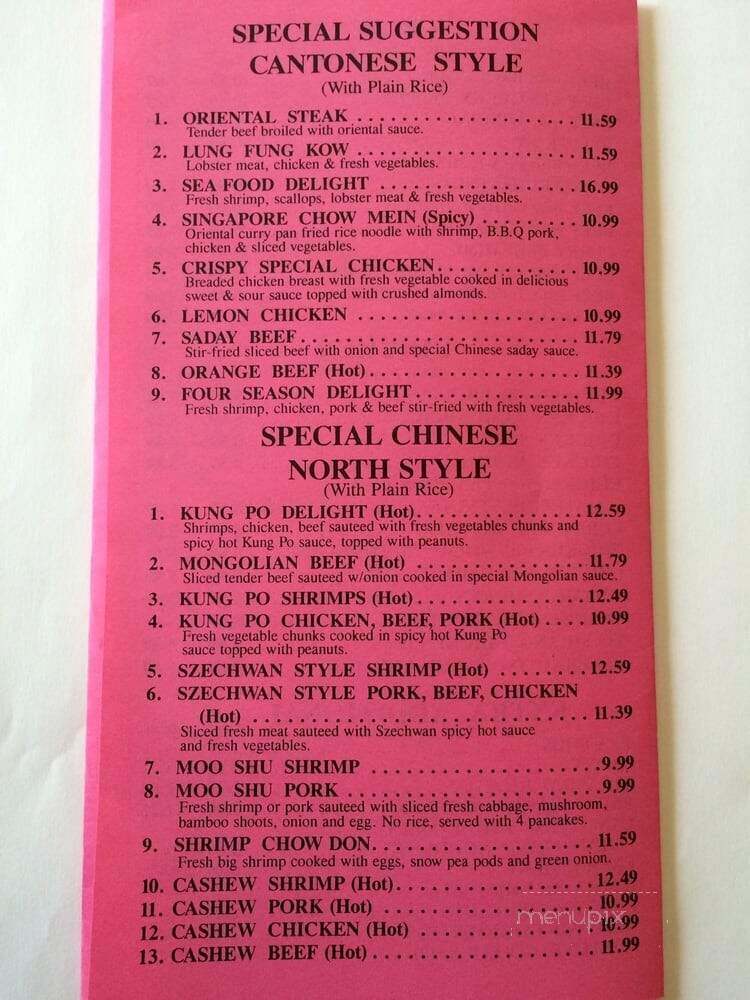 SPECIAL SUGGESTION
CANTONESE STYLE
(With Plain Rice)
1. ORIENTAL STEAK . . . . . . . . . . . . . . . . . . . 11.59
Tender beef broiled with oriental sauce.
2. LUNG FUNG KOW . . . . . . . . . . . . . . . . . . . 11.59
Lobster meat, chicken & fresh vegetables.
3. SEA FOOD DELIGHT . . . . . . . . . . . . . . . . . 16.99
Fresh shrimp, scallops, lobster meat & fresh vegetables.
4. SINGAPORE CHOW MEIN (Spicy) . . . . . . . . 10.99
Oriental curry pan fried rice noodle with shrimp, B.B.Q pork,
chicken & sliced vegetables.
5. CRISPY SPECIAL CHICKEN . . . . . . . . . . . . 10.99
Breaded chicken breast with fresh vegetable cooked in delicious
sweet & sour sauce topped with crushed almonds.
6. LEMON CHICKEN . . . . . . . . . . . . . . . . . . . 10.99
7. SADAY BEEF . . . . . . . . . . . . . . . . . . . . . . . . 11.79
Stir-fried sliced beef with onion and special Chinese saday sauce.
8. ORANGE BEEF (Hot) . . . . . . . . . . . . . . . . . . 11.39
9. FOUR SEASON DELIGHT . . . . . . . . . . . . . . 11.99
Fresh shrimp, chicken, pork & beef stir-fried with fresh vegetables.
SPECIAL CHINESE
NORTH STYLE
(With Plain Rice)
1. KUNG PO DELIGHT (Hot) . . . . . . . . . . . . . . 12.59
Shrimps, chicken, beef sauteed with fresh vegetables chunks and
spicy hot Kung Po sauce, topped with peanuts.
2. MONGOLIAN BEEF (Hot) . . . . . . . . . . . . . . . 11.79
Sliced tender beef sauteed w/onion cooked in special Mongolian sauce.
3. KUNG PO SHRIMPS (Hot) . . . . . . . . . . . . . . . 12.49
4. KUNG PO CHICKEN, BEEF, PORK (Hot) . . . . 10.99
Fresh vegetable chunks cooked in spicy hot Kung Po
sauce topped with peanuts.
5. SZECHWAN STYLE SHRIMP (Hot) . . . . . . . . 12.59
6. SZECHWAN STYLE PORK, BEEF, CHICKEN
(Hot) . . . . . . . . . . . . . . . . . . . . . . . . . . . . . 11.39
Sliced fresh meat sauteed with Szechwan spicy hot sauce
and fresh vegetables.
7. MOO SHU SHRIMP . . . . . . . . . . . . . . . . . . . . 9.99
8. MOO SHU PORK . . . . . . . . . . . . . . . . . . . . . . 9.99
Fresh shrimp or pork sauteed with sliced fresh cabbage, mushroom,
bamboo shoots, onion and egg. No rice, served with 4 pancakes.
9. SHRIMP CHOW DON . . . . . . . . . . . . . . . . . . . 11.59
Fresh big shrimp cooked with eggs, snow pea pods and green onion.
10. CASHEW SHRIMP (Hot) . . . . . . . . . . . . . . . . . 12.49
11. CASHEW PORK (Hot) . . . . . . . . . . . . . . . . . . 10.99
12. CASHEW CHICKEN (Hot) . . . . . . . . . . . . . . . 10.99
13. CASHEW BEEF (Hot) . . . . . . . . . . . . . . . . . . . 11.99
menupix